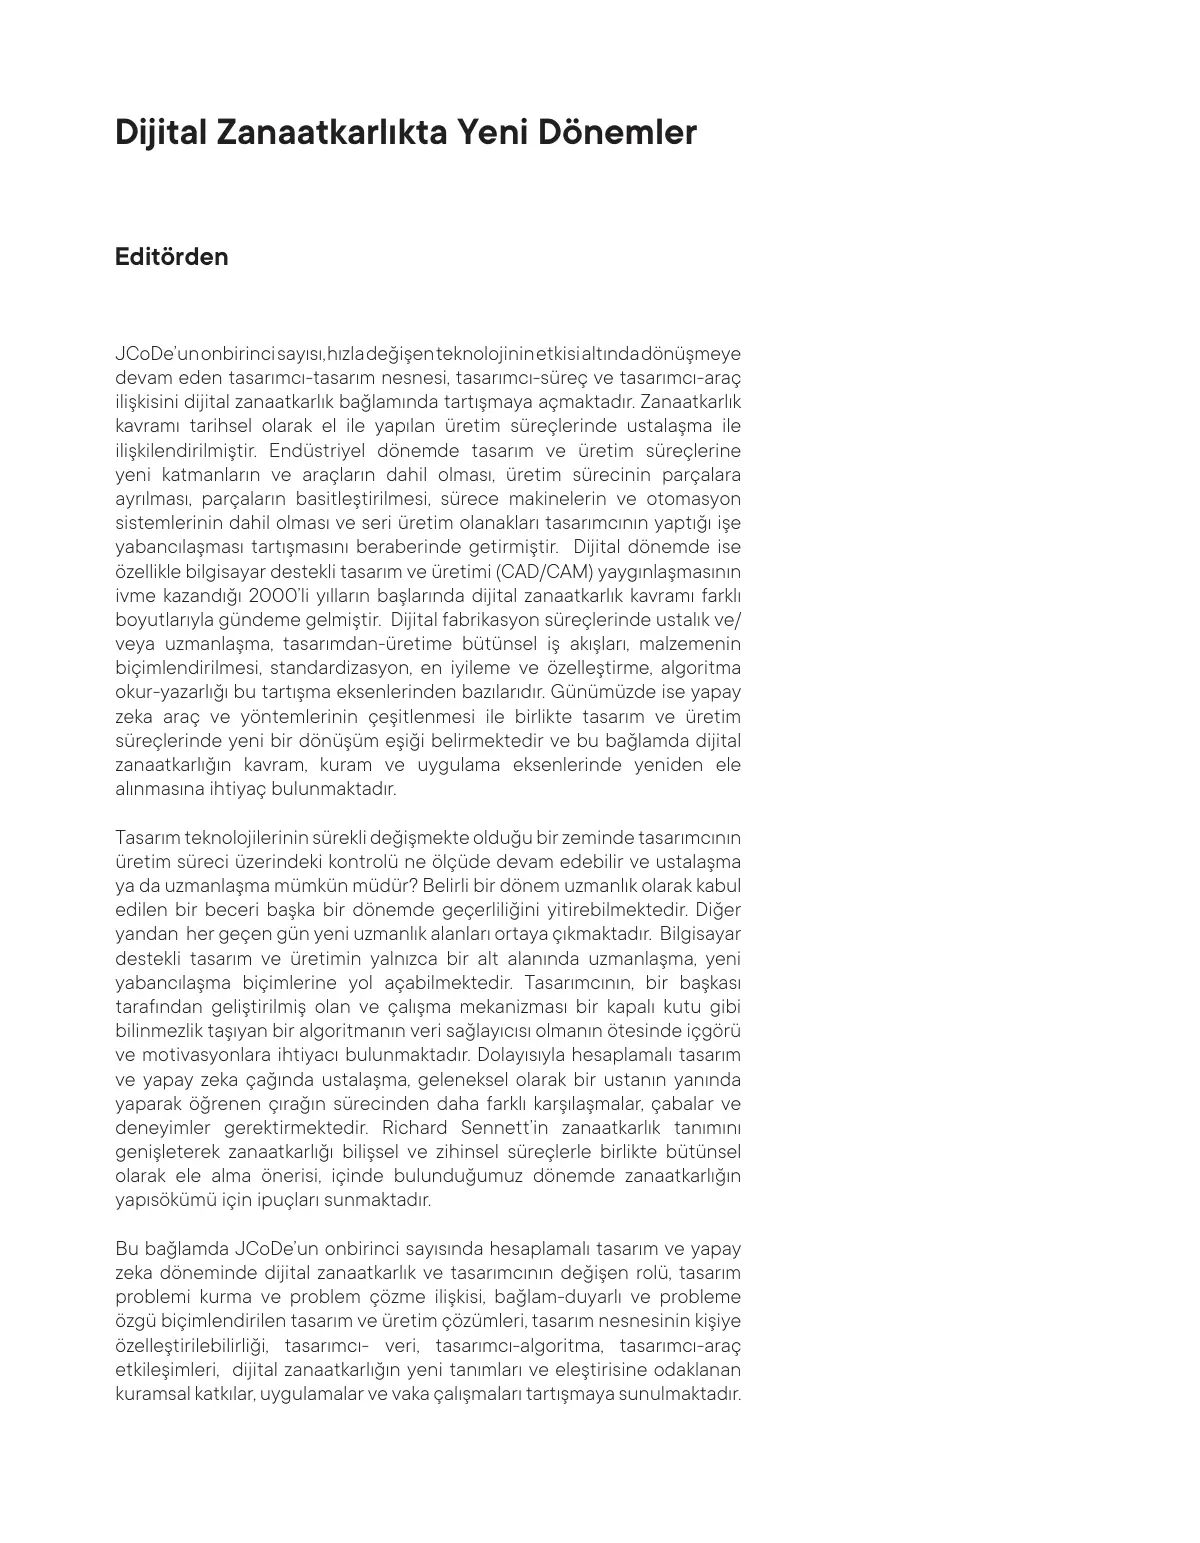 Dijital Zanaatkarlıkta Yeni Dönemler
Editörden
JCoDe’un onbirinci sayısı, hızla değişen teknolojinin etkisi altında dönüşmeye
devam eden tasarımcı-tasarım nesnesi, tasarımcı-süreç ve tasarımcı-araç
ilişkisini dijital zanaatkarlık bağlamında tartışmaya açmaktadır. Zanaatkarlık
kavramı tarihsel olarak el ile yapılan üretim süreçlerinde ustalaşma ile
ilişkilendirilmiştir. Endüstriyel dönemde tasarım ve üretim süreçlerine
yeni katmanların ve araçların dahil olması, üretim sürecinin parçalara
ayrılması, parçaların basitleştirilmesi, sürece makinelerin ve otomasyon
sistemlerinin dahil olması ve seri üretim olanakları tasarımcının yaptığı işe
yabancılaşması tartışmasını beraberinde getirmiştir. Dijital dönemde ise
özellikle bilgisayar destekli tasarım ve üretimi (CAD/CAM) yaygınlaşmasının
ivme kazandığı 2000’li yılların başlarında dijital zanaatkarlık kavramı farklı
boyutlarıyla gündeme gelmiştir. Dijital fabrikasyon süreçlerinde ustalık ve/
veya uzmanlaşma, tasarımdan-üretime bütünsel iş akışları, malzemenin
biçimlendirilmesi, standardizasyon, en iyileme ve özelleştirme, algoritma
okur-yazarlığı bu tartışma eksenlerinden bazılarıdır. Günümüzde ise yapay
zeka araç ve yöntemlerinin çeşitlenmesi ile birlikte tasarım ve üretim
süreçlerinde yeni bir dönüşüm eşiği belirmektedir ve bu bağlamda dijital
zanaatkarlığın kavram, kuram ve uygulama eksenlerinde yeniden ele
alınmasına ihtiyaç bulunmaktadır.
Tasarım teknolojilerinin sürekli değişmekte olduğu bir zeminde tasarımcının
üretim süreci üzerindeki kontrolü ne ölçüde devam edebilir ve ustalaşma
ya da uzmanlaşma mümkün müdür? Belirli bir dönem uzmanlık olarak kabul
edilen bir beceri başka bir dönemde geçerliliğini yitirebilmektedir. Diğer
yandan her geçen gün yeni uzmanlık alanları ortaya çıkmaktadır. Bilgisayar
destekli tasarım ve üretimin yalnızca bir alt alanında uzmanlaşma, yeni
yabancılaşma biçimlerine yol açabilmektedir. Tasarımcının, bir başkası
tarafından geliştirilmiş olan ve çalışma mekanizması bir kapalı kutu gibi
bilinmezlik taşıyan bir algoritmanın veri sağlayıcısı olmanın ötesinde içgörü
ve motivasyonlara ihtiyacı bulunmaktadır. Dolayısıyla hesaplamalı tasarım
ve yapay zeka çağında ustalaşma, geleneksel olarak bir ustanın yanında
yaparak öğrenen çırağın sürecinden daha farklı karşılaşmalar, çabalar ve
deneyimler gerektirmektedir. Richard Sennett’in zanaatkarlık tanımını
genişleterek zanaatkarlığı bilişsel ve zihinsel süreçlerle birlikte bütünsel
olarak ele alma önerisi, içinde bulunduğumuz dönemde zanaatkarlığın
yapısökümü için ipuçları sunmaktadır.
Bu bağlamda JCoDe’un onbirinci sayısında hesaplamalı tasarım ve yapay
zeka döneminde dijital zanaatkarlık ve tasarımcının değişen rolü, tasarım
problemi kurma ve problem çözme ilişkisi, bağlam-duyarlı ve probleme
özgü biçimlendirilen tasarım ve üretim çözümleri, tasarım nesnesinin kişiye
özelleştirilebilirliği, tasarımcı- veri, tasarımcı-algoritma, tasarımcı-araç
etkileşimleri, dijital zanaatkarlığın yeni tanımları ve eleştirisine odaklanan
kuramsal katkılar, uygulamalar ve vaka çalışmaları tartışmaya sunulmaktadır.